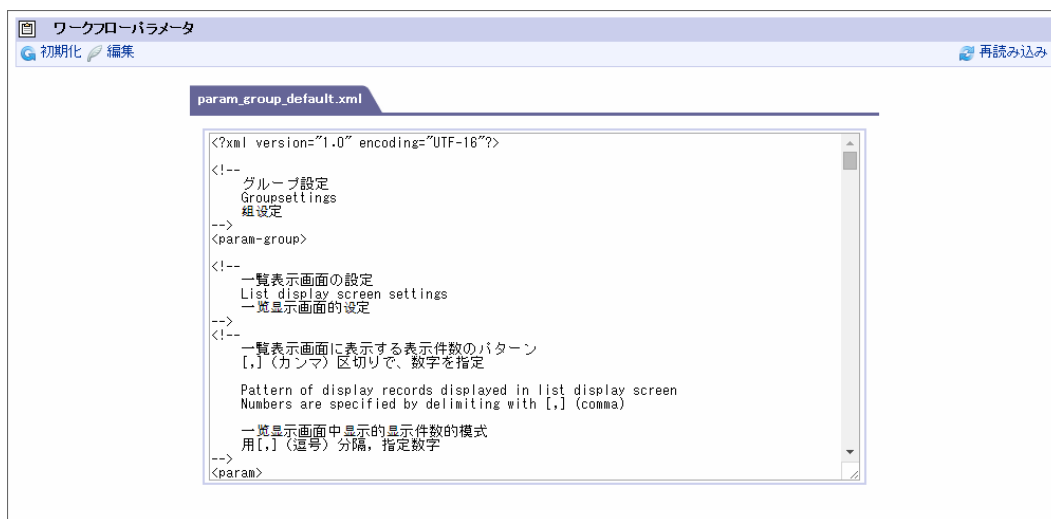 ワークフローパラメータ
初期化 編集 再読み込み
param_group_default.xml
<?xml version="1.0" encoding="UTF-16"?>
<!--
グループ設定
Groupsettings
组设定
-->
<param-group>
<!--
一覧表示画面の設定
List display screen settings
一览显示画面的设定
-->
<!--
一覧表示画面に表示する表示件数のパターン
[,] (カンマ) 区切りで、数字を指定
Pattern of display records displayed in list display screen
Numbers are specified by delimiting with [,] (comma)
一览显示画面中显示的显示件数的模式
用[,] (逗号) 分隔，指定数字
-->
<param>